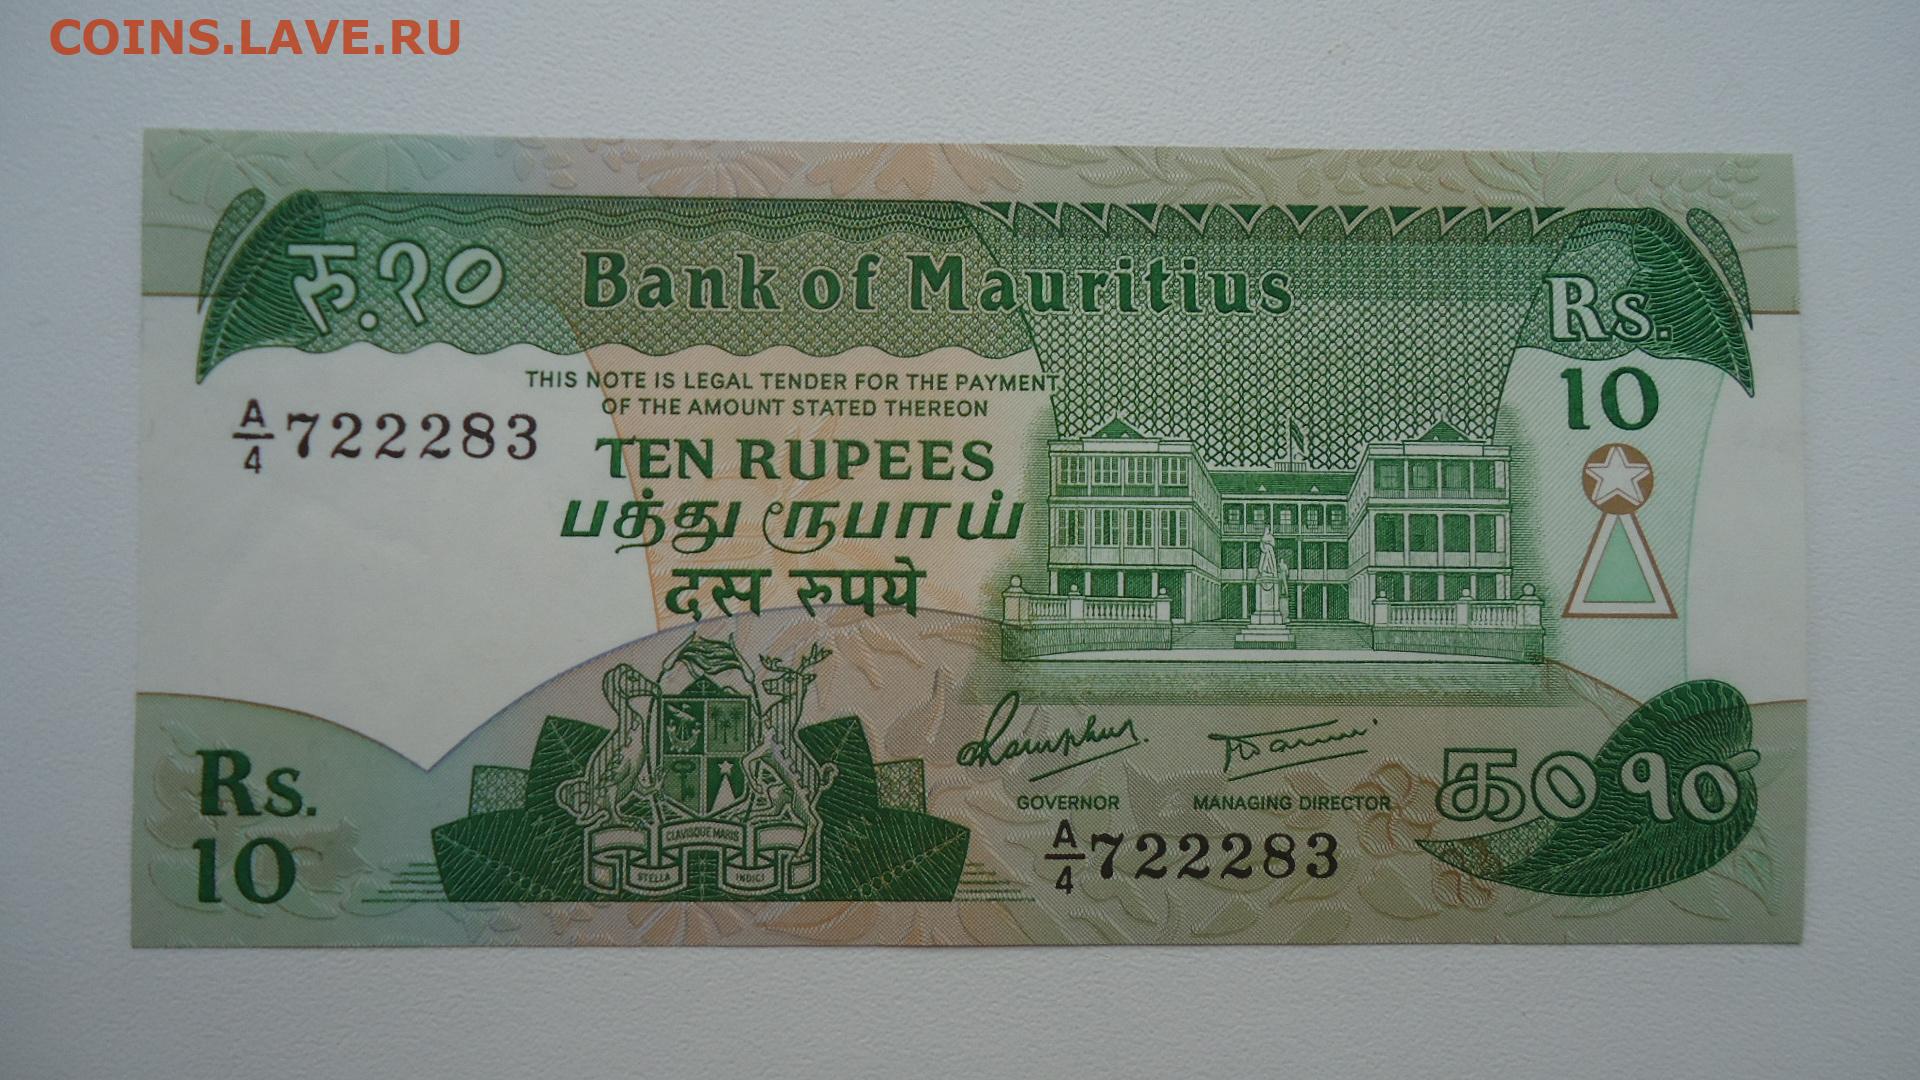 COINS.LAVE.RU
रु.१०
Bank of Mauritius
Rs.
10
THIS NOTE IS LEGAL TENDER FOR THE PAYMENT
OF THE AMOUNT STATED THEREON
A/4 722283
TEN RUPEES
பத்து ரூபாய்
दस रुपये
Rs.
10
CLAVISQUE MARIS
STELLA INDICI
GOVERNOR
MANAGING DIRECTOR
A/4 722283